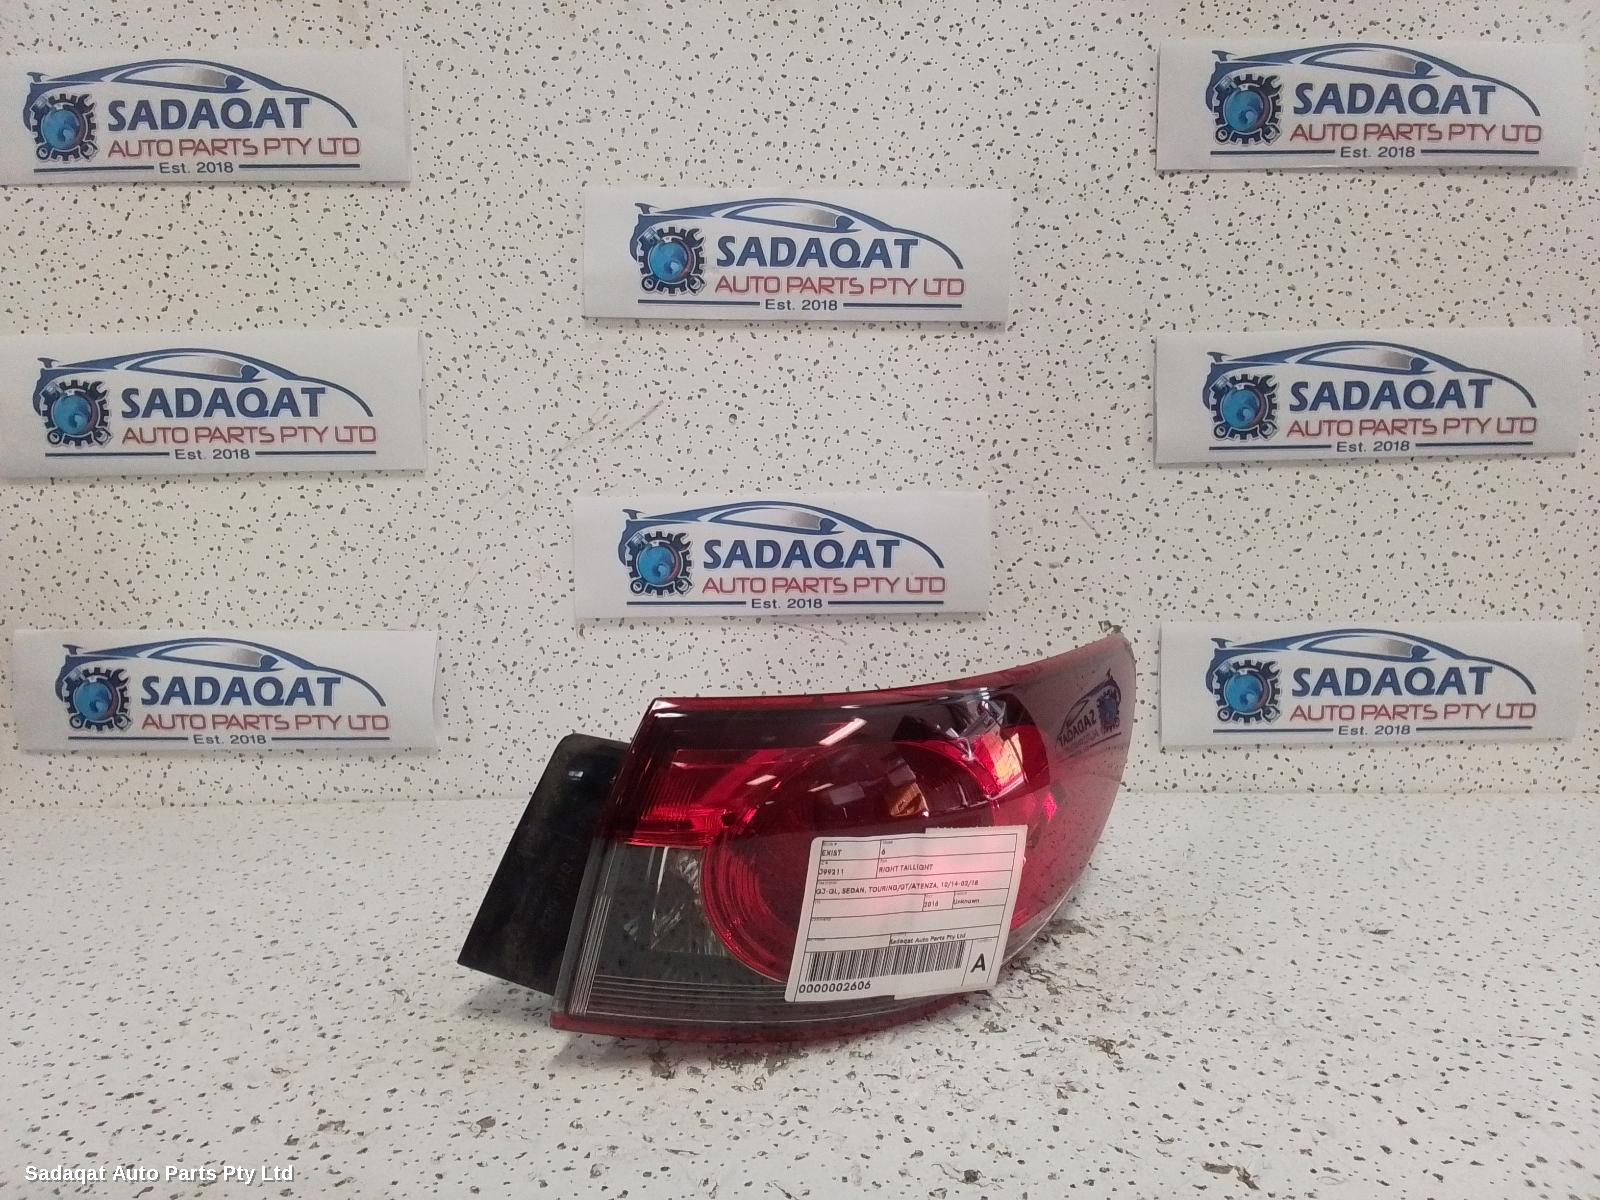 SADAQAT
AUTO PARTS PTY LTD
Est. 2018
SADAQAT
AUTO PARTS PTY LTD
Est. 2018
SADAQAT
AUTO PARTS PTY LTD
Est. 2018
SADAQAT
AUTO PARTS PTY LTD
Est. 2018
SADAQAT
AUTO PARTS PTY LTD
Est. 2018
SADAQAT
AUTO PARTS PTY LTD
Est. 2018
SADAQAT
AUTO PARTS PTY LTD
Est. 2018
SADAQAT
AUTO PARTS PTY LTD
Est. 2018
EXIST 6
J99211 RIGHT TAILLIGHT
GJ-GL, SEDAN, TOURING/GT/ATENZA, 12/14-02/18
2016 Unknown
Sadaqat Auto Parts Pty Ltd
A
0000002606
Sadaqat Auto Parts Pty Ltd